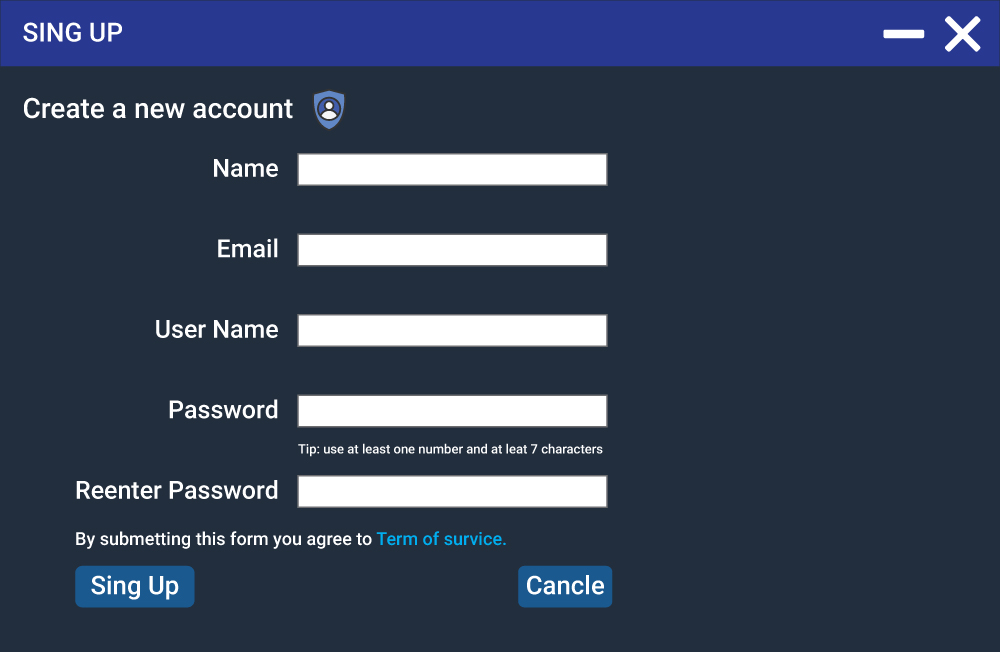 SING UP
Create a new account
Name
Email
User Name
Password
Tip: use at least one number and at leat 7 characters
Reenter Password
By submetting this form you agree to Term of survice.
Sing Up
Cancle